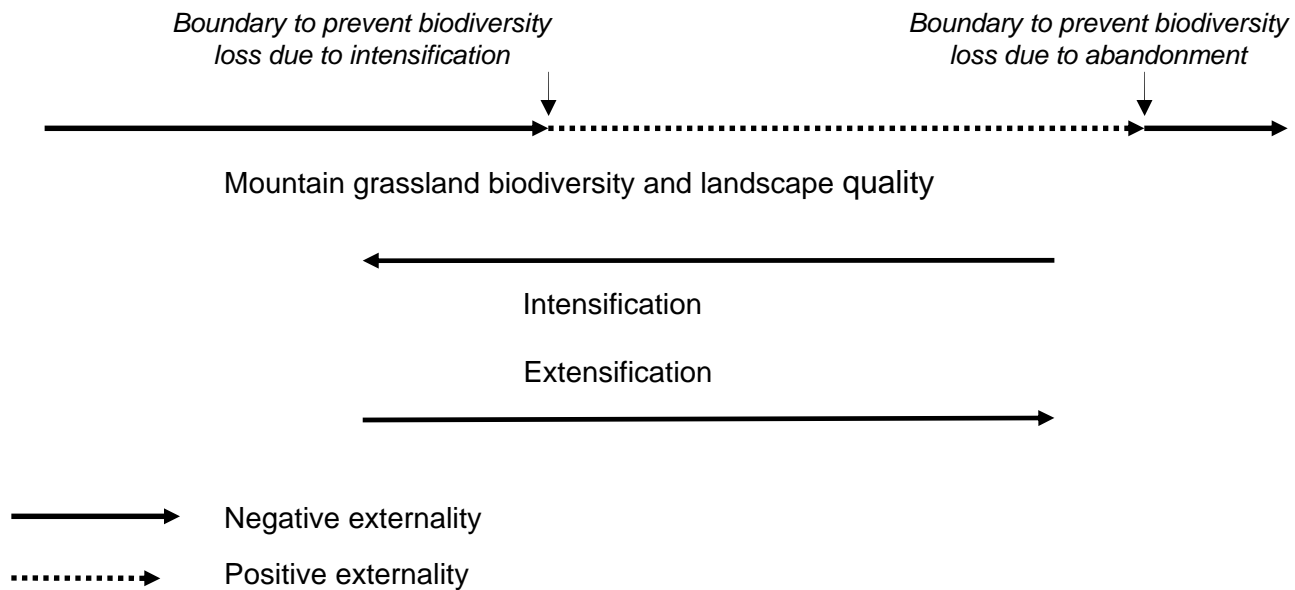 Boundary to prevent biodiversity
loss due to intensification
Boundary to prevent biodiversity
loss due to abandonment
Mountain grassland biodiversity and landscape quality
Intensification
Extensification
Negative externality
Positive externality